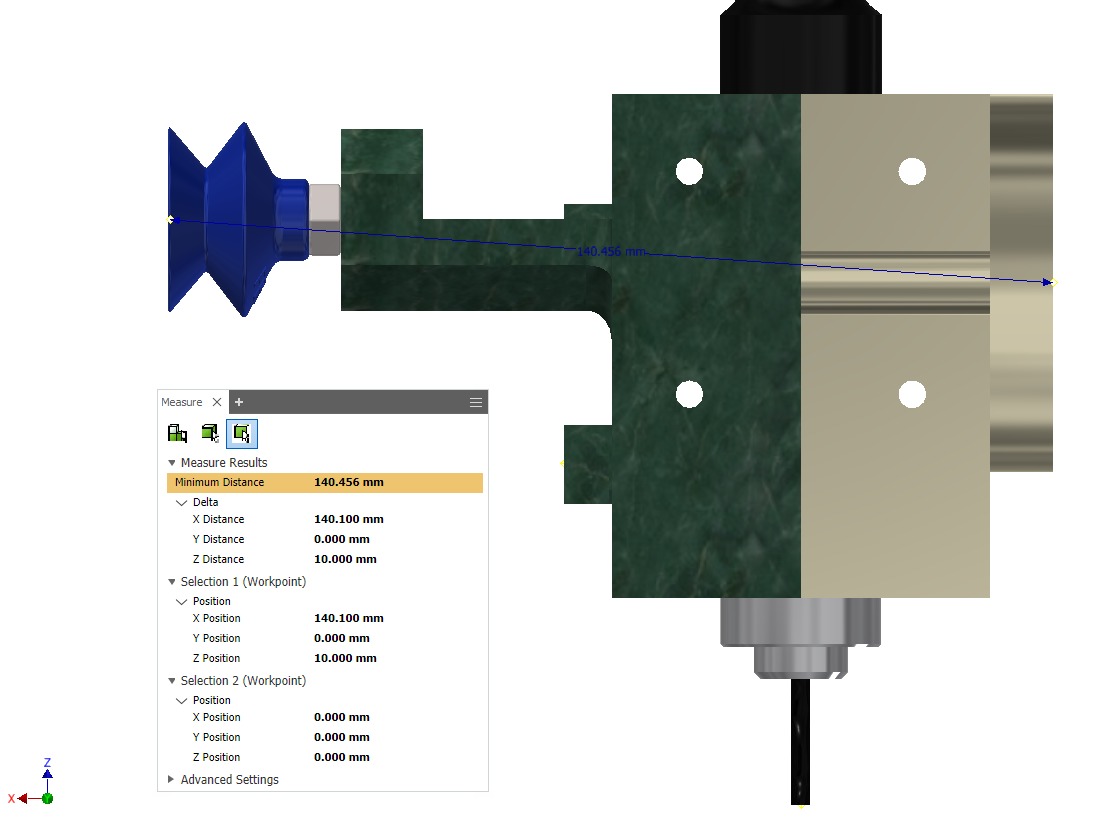 140.456 mm
Measure
Measure Results
Minimum Distance 140.456 mm
Delta
X Distance 140.100 mm
Y Distance 0.000 mm
Z Distance 10.000 mm
Selection 1 (Workpoint)
Position
X Position 140.100 mm
Y Position 0.000 mm
Z Position 10.000 mm
Selection 2 (Workpoint)
Position
X Position 0.000 mm
Y Position 0.000 mm
Z Position 0.000 mm
Advanced Settings
Z
X